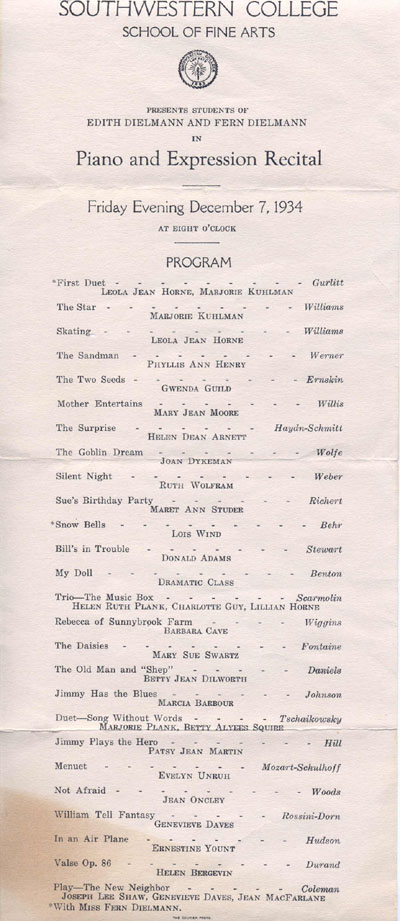 SOUTHWESTERN COLLEGE
SCHOOL OF FINE ARTS
PRESENTS STUDENTS OF
EDITH DIELMANN AND FERN DIELMANN
IN
Piano and Expression Recital
Friday Evening December 7, 1934
AT EIGHT O'CLOCK
PROGRAM
*First Duet - - - - - - - - Gurlitt
LEOLA JEAN HORNE, MARJORIE KUHLMAN
The Star - - - - - - - - Williams
MARJORIE KUHLMAN
Skating - - - - - - - - Williams
LEOLA JEAN HORNE
The Sandman - - - - - - - Werner
PHYLLIS ANN HENRY
The Two Seeds - - - - - - - Ernskin
GWENDA GUILD
Mother Entertains - - - - - - Willis
MARY JEAN MOORE
The Surprise - - - - - - Haydn-Schmitt
HELEN DEAN ARNETT
The Goblin Dream - - - - - - Wolfe
JOAN DYKEMAN
Silent Night - - - - - - - Weber
RUTH WOLFRAM
Sue's Birthday Party - - - - - - Richert
MARET ANN STUDER
*Snow Bells - - - - - - - - Behr
LOIS WIND
Bill's in Trouble - - - - - - Stewart
DONALD ADAMS
My Doll - - - - - - - - Benton
DRAMATIC CLASS
Trio—The Music Box - - - - - Scarmolin
HELEN RUTH PLANK, CHARLOTTE GUY, LILLIAN HORNE
Rebecca of Sunnybrook Farm - - - - Wiggins
BARBARA CAVE
The Daisies - - - - - - - Fontaine
MARY SUE SWARTZ
The Old Man and "Shep" - - - - - Daniels
BETTY JEAN DILWORTH
Jimmy Has the Blues - - - - - Johnson
MARCIA BARBOUR
Duet—Song Without Words - - - - Tschaikowsky
MARJORIE PLANK, BETTY ALYEES SQUIRE
Jimmy Plays the Hero - - - - - - Hill
PATSY JEAN MARTIN
Menuet - - - - - - Mozart-Schulhoff
EVELYN UNRUH
Not Afraid - - - - - - - Woods
JEAN ONCLEY
William Tell Fantasy - - - - Rossini-Dorn
GENEVIEVE DAVES
In an Air Plane - - - - - - Hudson
ERNESTINE YOUNT
Valse Op. 86 - - - - - - - Durand
HELEN BERGEVIN
Play—The New Neighbor - - - - - Coleman
JOSEPH LEE SHAW, GENEVIEVE DAVES, JEAN MACFARLANE
*With MISS FERN DIELMANN.
THE COURIER PRESS